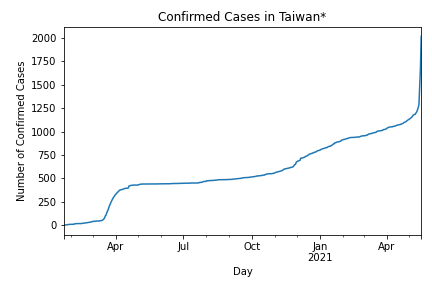 Confirmed Cases in Taiwan*
Number of Confirmed Cases
2000
1750
1500
1250
1000
750
500
250
0
Apr Jul Oct Jan Apr
2021
Day